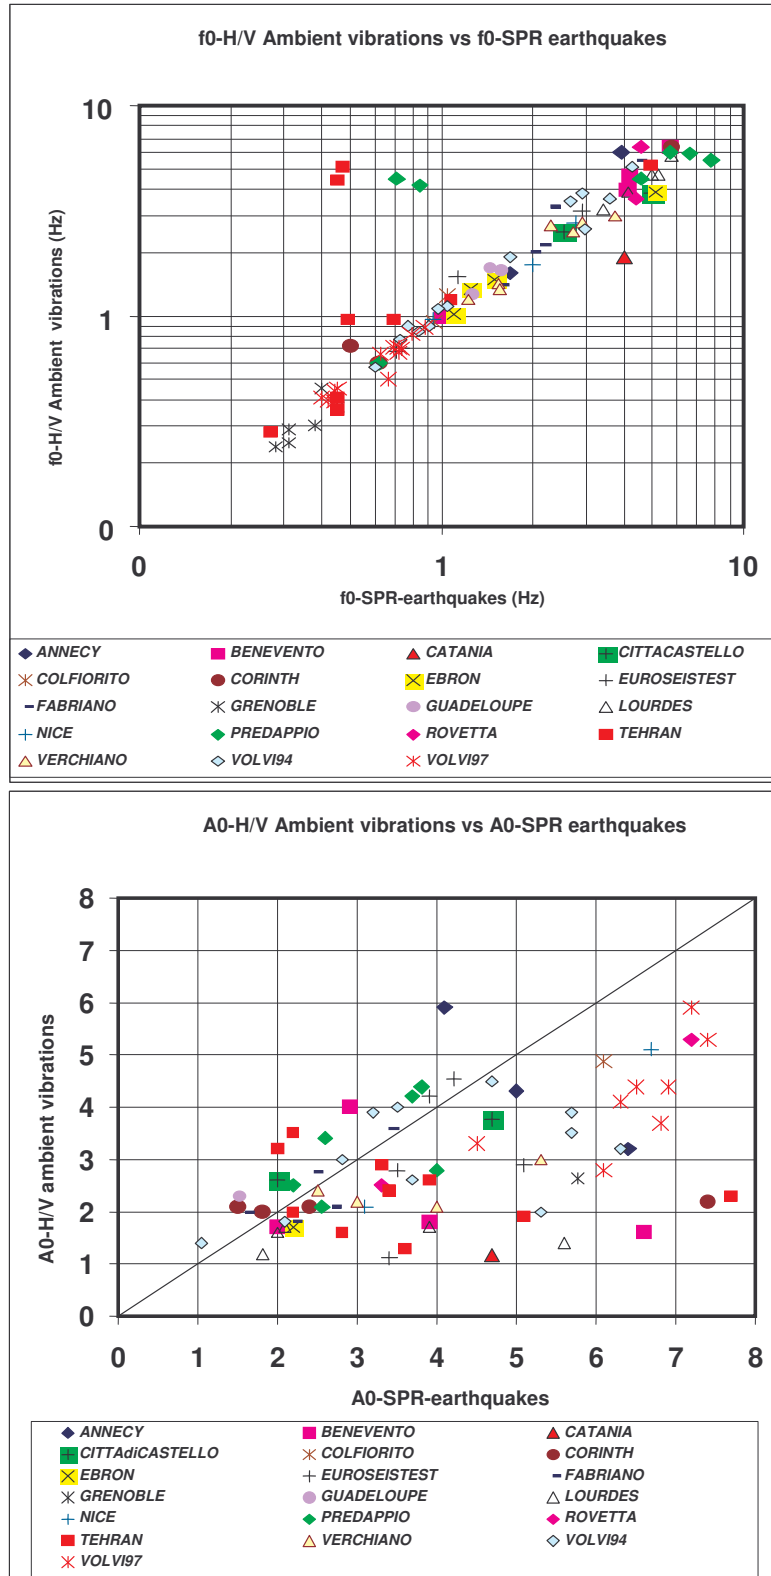 f0-H/V Ambient vibrations vs f0-SPR earthquakes
10
1
0
f0-H/V Ambient vibrations (Hz)
0 1 10
f0-SPR-earthquakes (Hz)
ANNECY BENEVENTO CATANIA CITTACASTELLO
COLFIORITO CORINTH EBRON EUROSEISTEST
FABRIANO GRENOBLE GUADELOUPE LOURDES
NICE PREDAPPIO ROVETTA TEHRAN
VERCHIANO VOLVI94 VOLVI97
A0-H/V Ambient vibrations vs A0-SPR earthquakes
8
7
6
5
4
3
2
1
0
A0-H/V ambient vibrations
0 1 2 3 4 5 6 7 8
A0-SPR-earthquakes
ANNECY BENEVENTO CATANIA
CITTAdiCASTELLO COLFIORITO CORINTH
EBRON EUROSEISTEST FABRIANO
GRENOBLE GUADELOUPE LOURDES
NICE PREDAPPIO ROVETTA
TEHRAN VERCHIANO VOLVI94
VOLVI97